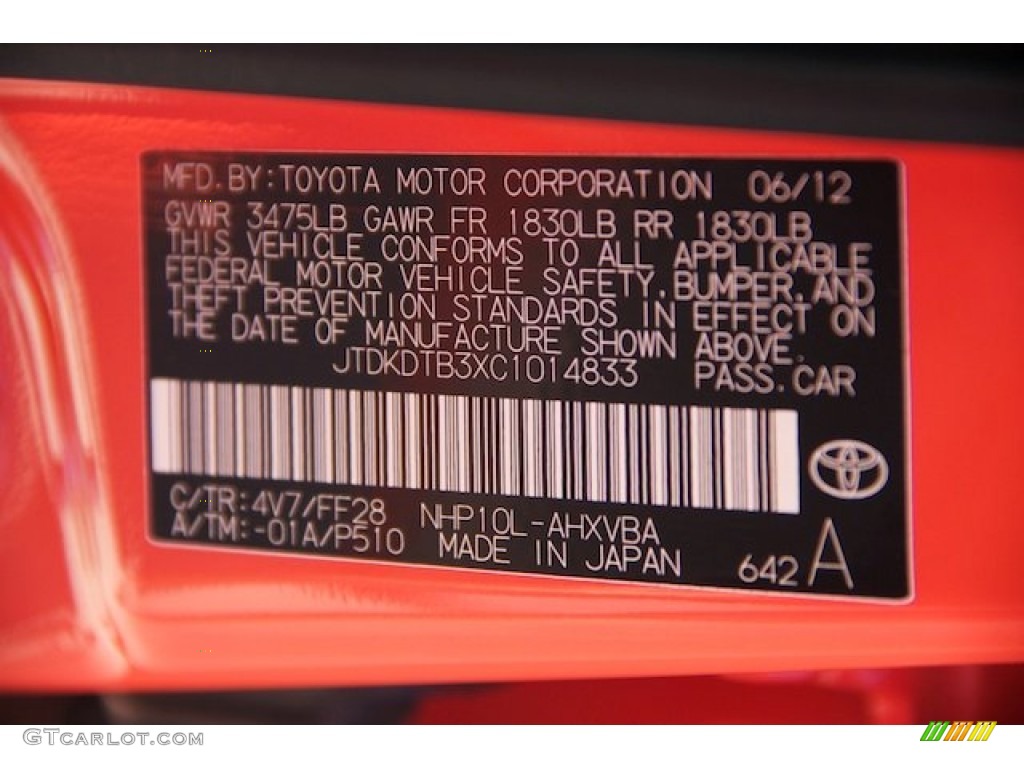 MFD. BY: TOYOTA MOTOR CORPORATION 06/12
GVWR 3475LB GAWR FR 1830LB RR 1830LB
THIS VEHICLE CONFORMS TO ALL APPLICABLE
FEDERAL MOTOR VEHICLE SAFETY, BUMPER, AND
THEFT PREVENTION STANDARDS IN EFFECT ON
THE DATE OF MANUFACTURE SHOWN ABOVE.
JTDKDTB3XC1014833 PASS. CAR
C/TR: 4V7/FF28 NHP10L-AHXVBA
A/TM: -01A/P510 MADE IN JAPAN
642 A
GTCARLOT.COM